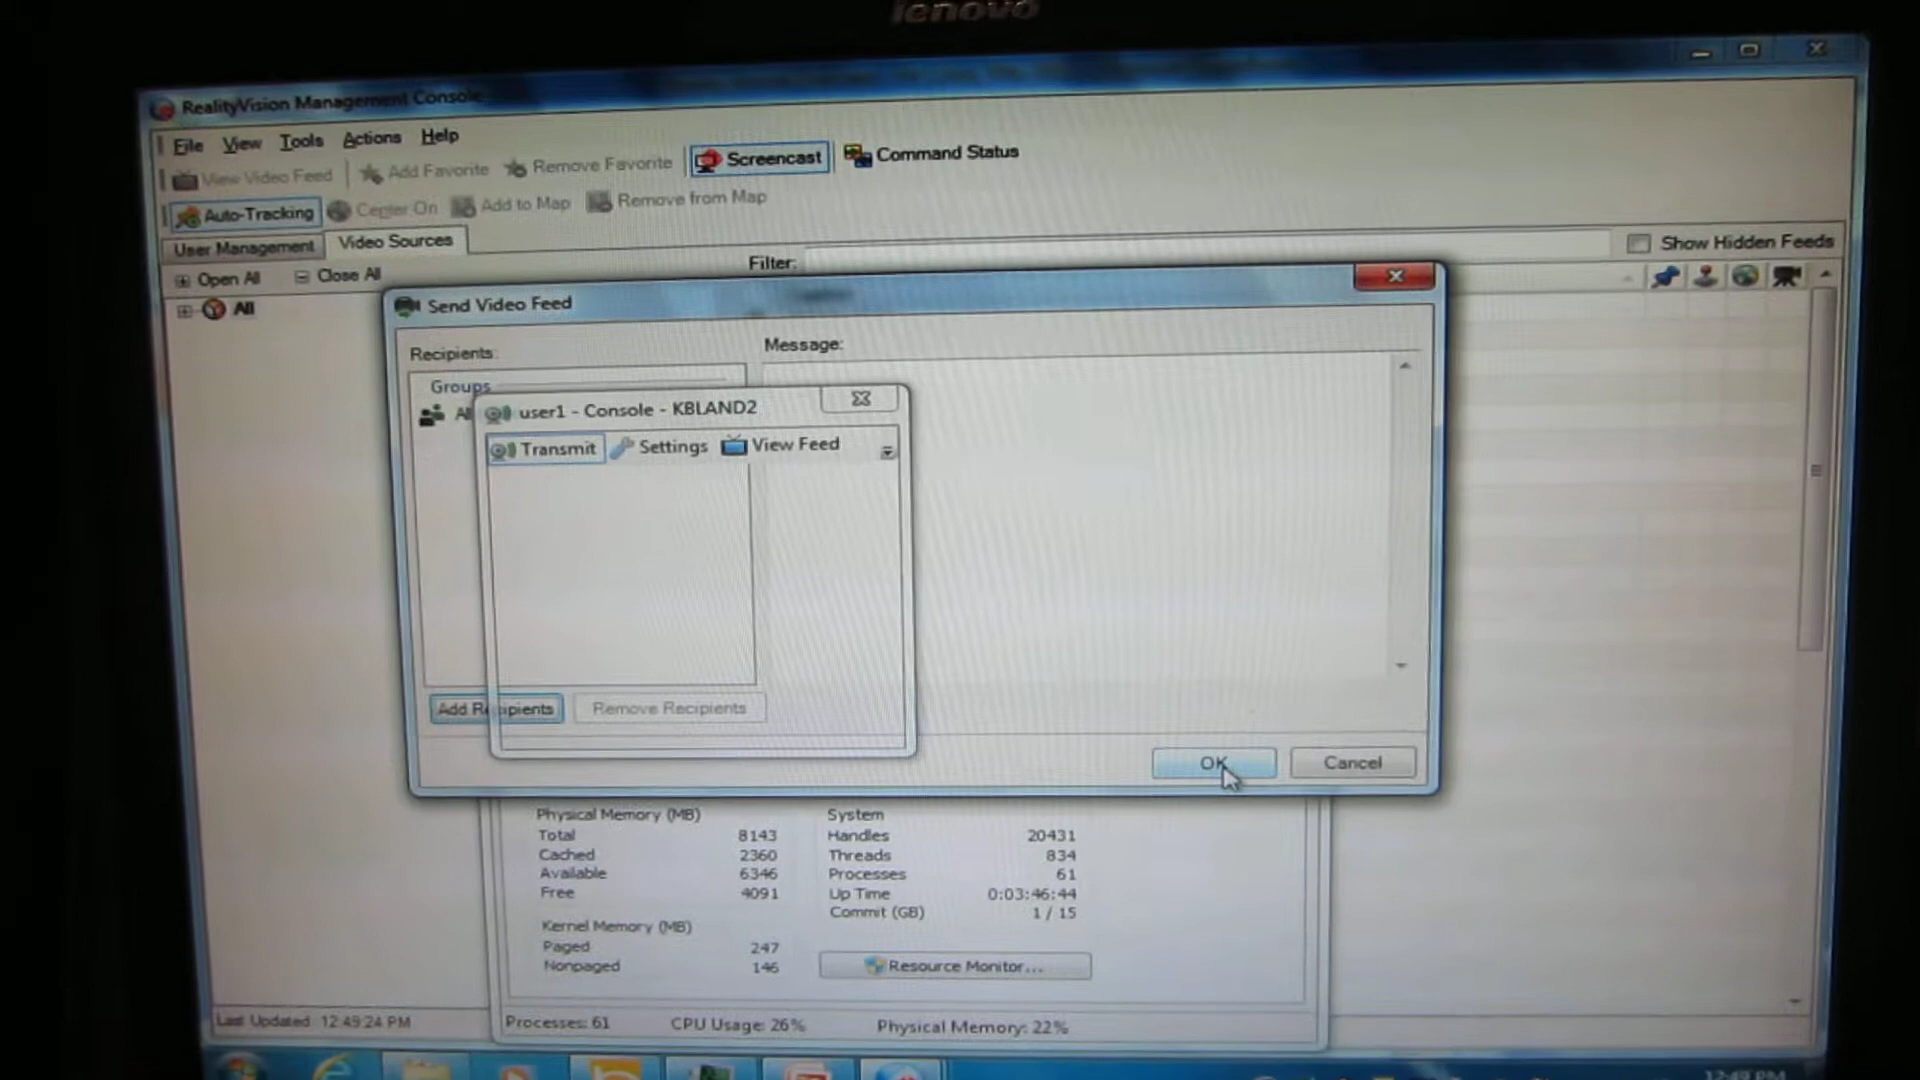 lenovo
RealityVision Management Console
File View Tools Actions Help
View Video Feed Add Favorite Remove Favorite Screencast Command Status
Auto-Tracking Center On Add to Map Remove from Map
User Management Video Sources
Filter: Show Hidden Feeds
Open All Close All
All
Send Video Feed
Recipients: Message:
Groups
All
user1 - Console - KBLAND2
Transmit Settings View Feed
Add Recipients Remove Recipients
OK Cancel
Physical Memory (MB) System
Total 8143 Handles 20431
Cached 2360 Threads 834
Available 6346 Processes 61
Free 4091 Up Time 0:03:46:44
Commit (GB) 1 / 15
Kernel Memory (MB)
Paged 247
Nonpaged 146 Resource Monitor...
Last Updated: 12:49:24 PM Processes: 61 CPU Usage: 26% Physical Memory: 22%
12:49 PM